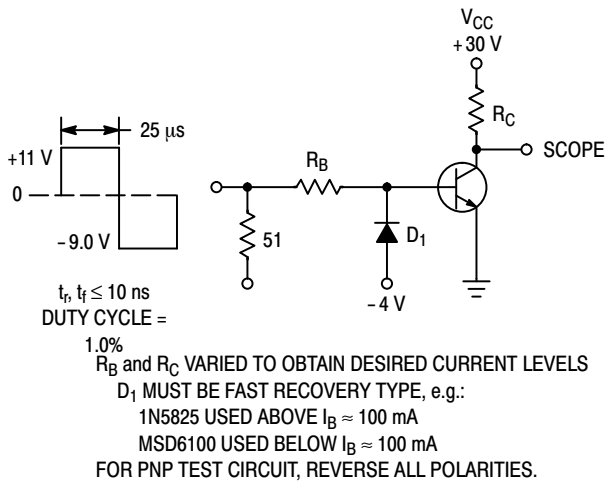 V_CC
+30 V
25 μs
R_C
+11 V
SCOPE
R_B
0
51
D_1
−9.0 V
−4 V
t_r, t_f ≤ 10 ns
DUTY CYCLE =
1.0%
R_B and R_C VARIED TO OBTAIN DESIRED CURRENT LEVELS
D_1 MUST BE FAST RECOVERY TYPE, e.g.:
1N5825 USED ABOVE I_B ≈ 100 mA
MSD6100 USED BELOW I_B ≈ 100 mA
FOR PNP TEST CIRCUIT, REVERSE ALL POLARITIES.